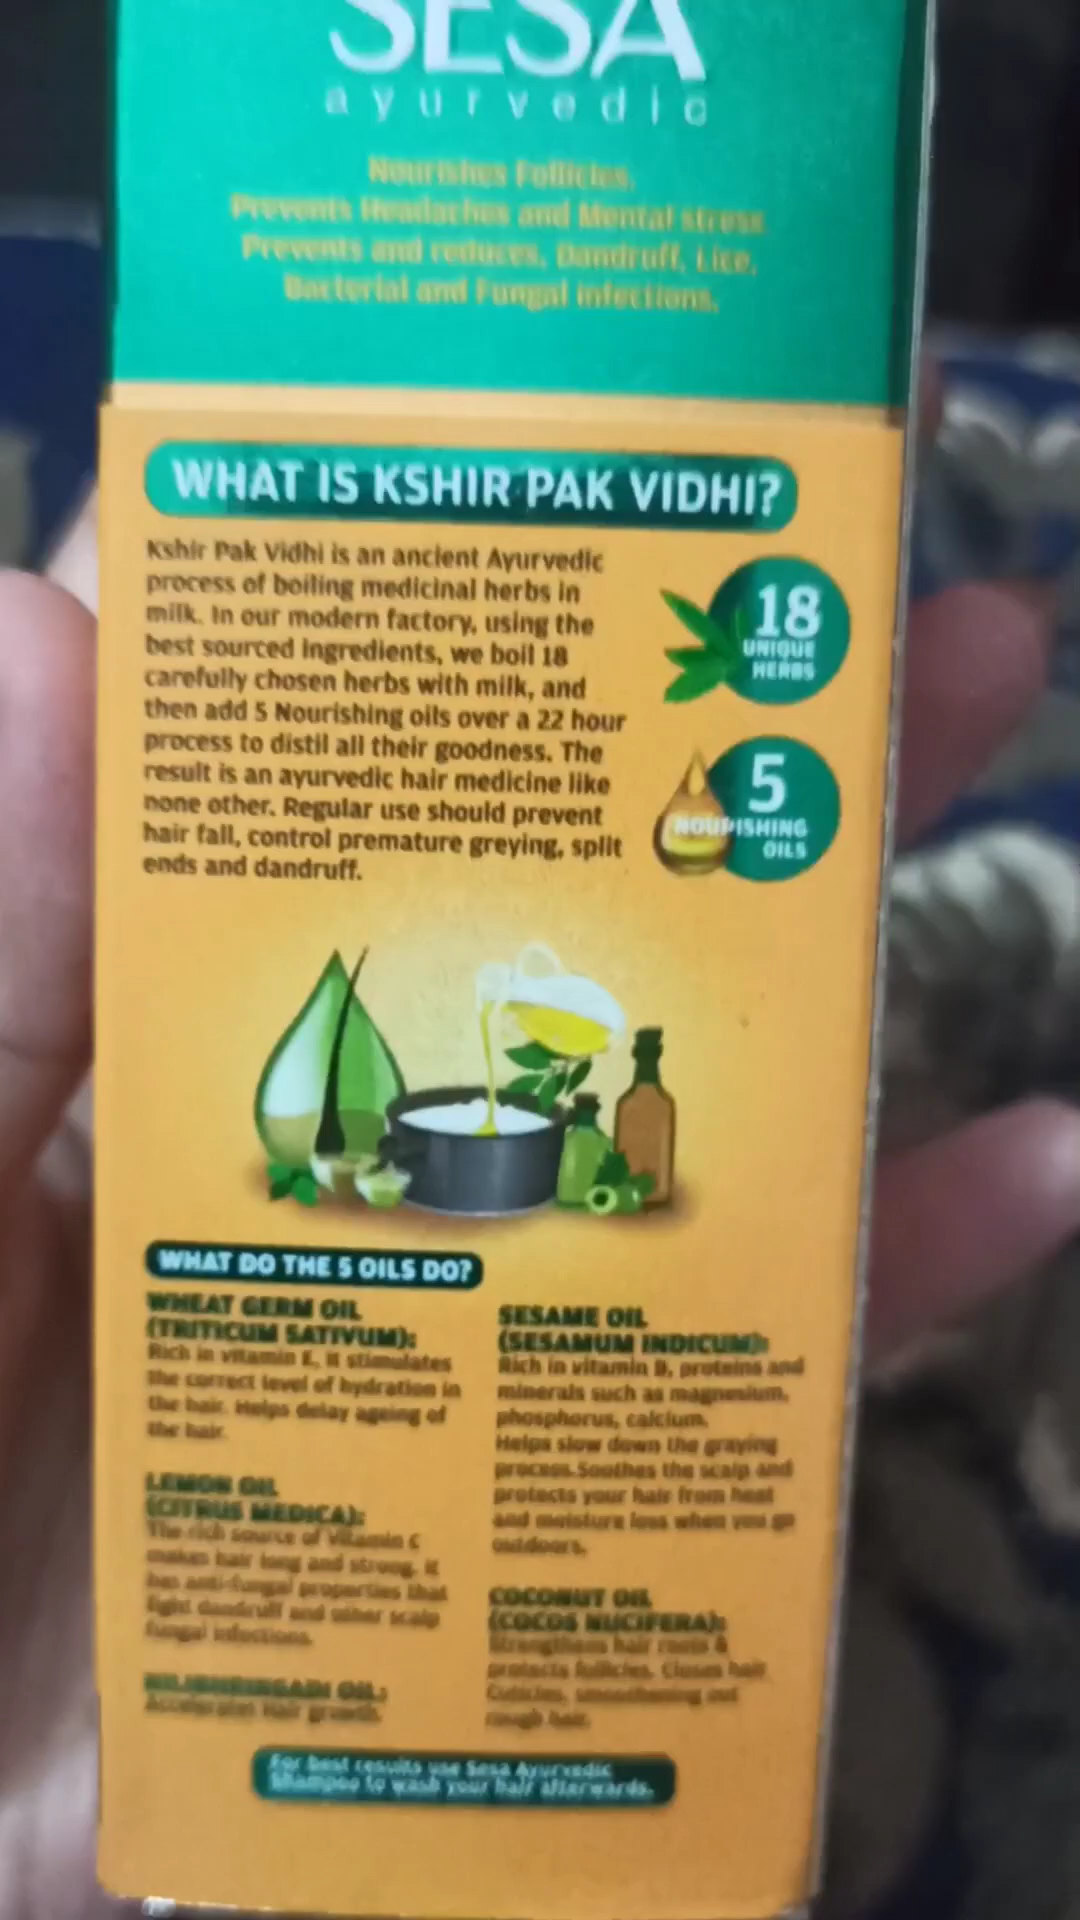 SESA
ayurvedic
Nourishes Follicles.
Prevents Headaches and Mental stress
Prevents and reduces, Dandruff, Lice,
Bacterial and Fungal infections.
WHAT IS KSHIR PAK VIDHI?
Kshir Pak Vidhi is an ancient Ayurvedic
process of boiling medicinal herbs in
milk. In our modern factory, using the
best sourced ingredients, we boil 18
carefully chosen herbs with milk, and
then add 5 Nourishing oils over a 22 hour
process to distil all their goodness. The
result is an ayurvedic hair medicine like
none other. Regular use should prevent
hair fall, control premature greying, split
ends and dandruff.
18
UNIQUE
HERBS
5
NOURISHING
OILS
WHAT DO THE 5 OILS DO?
WHEAT GERM OIL
(TRITICUM SATIVUM):
Rich in vitamin E, it stimulates
the correct level of hydration in
the hair. Helps delay ageing of
the hair.
LEMON OIL
(CITRUS MEDICA):
The rich source of Vitamin C
makes hair long and strong. It
has anti-fungal properties that
fight dandruff and other scalp
fungal infections.
OIL:
Accelerates Hair growth.
SESAME OIL
(SESAMUM INDICUM):
Rich in vitamin B, proteins and
minerals such as magnesium,
phosphorus, calcium.
Helps slow down the graying
process.Soothes the scalp and
protects your hair from heat
and moisture loss when you go
outdoors.
COCONUT OIL
(COCOS NUCIFERA):
Strengthens hair roots &
protects follicles. Closes hair
Cuticles, smoothening out
rough hair.
For best results use Sesa Ayurvedic
Shampoo to wash your hair afterwards.